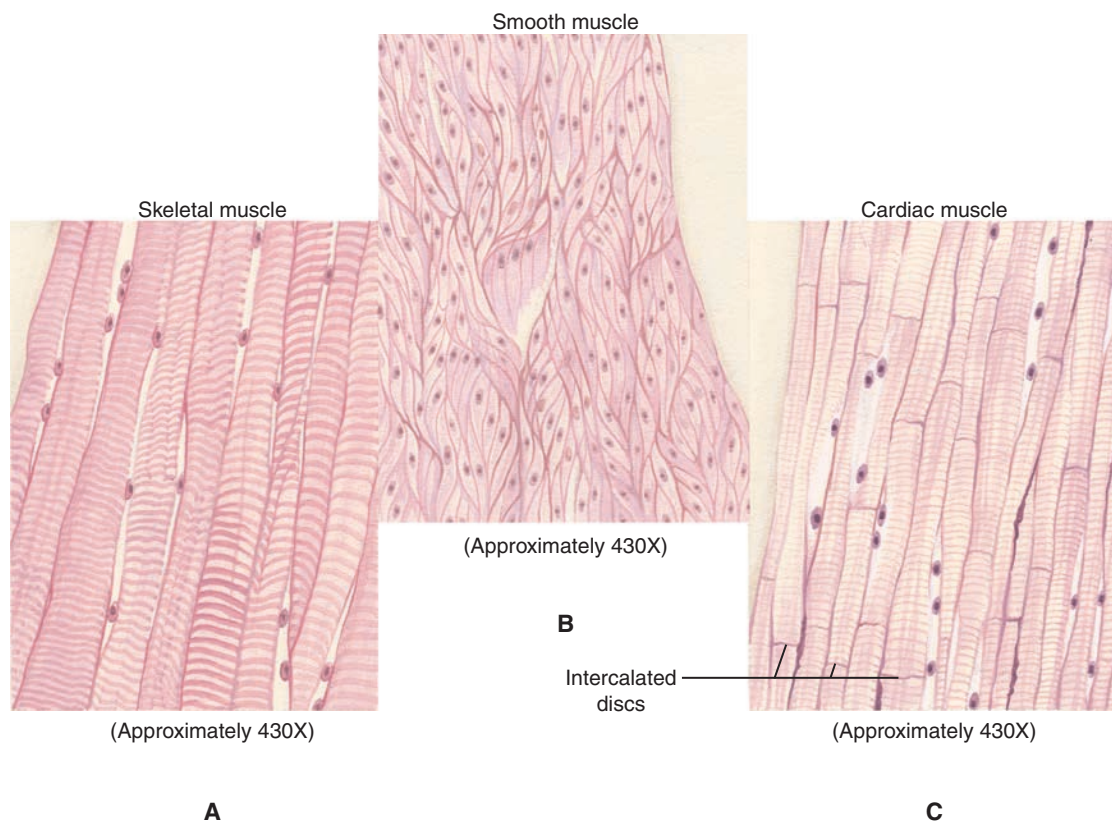 Smooth muscle
Skeletal muscle
Cardiac muscle
(Approximately 430X)
B
Intercalated
discs
(Approximately 430X)
(Approximately 430X)
A
C